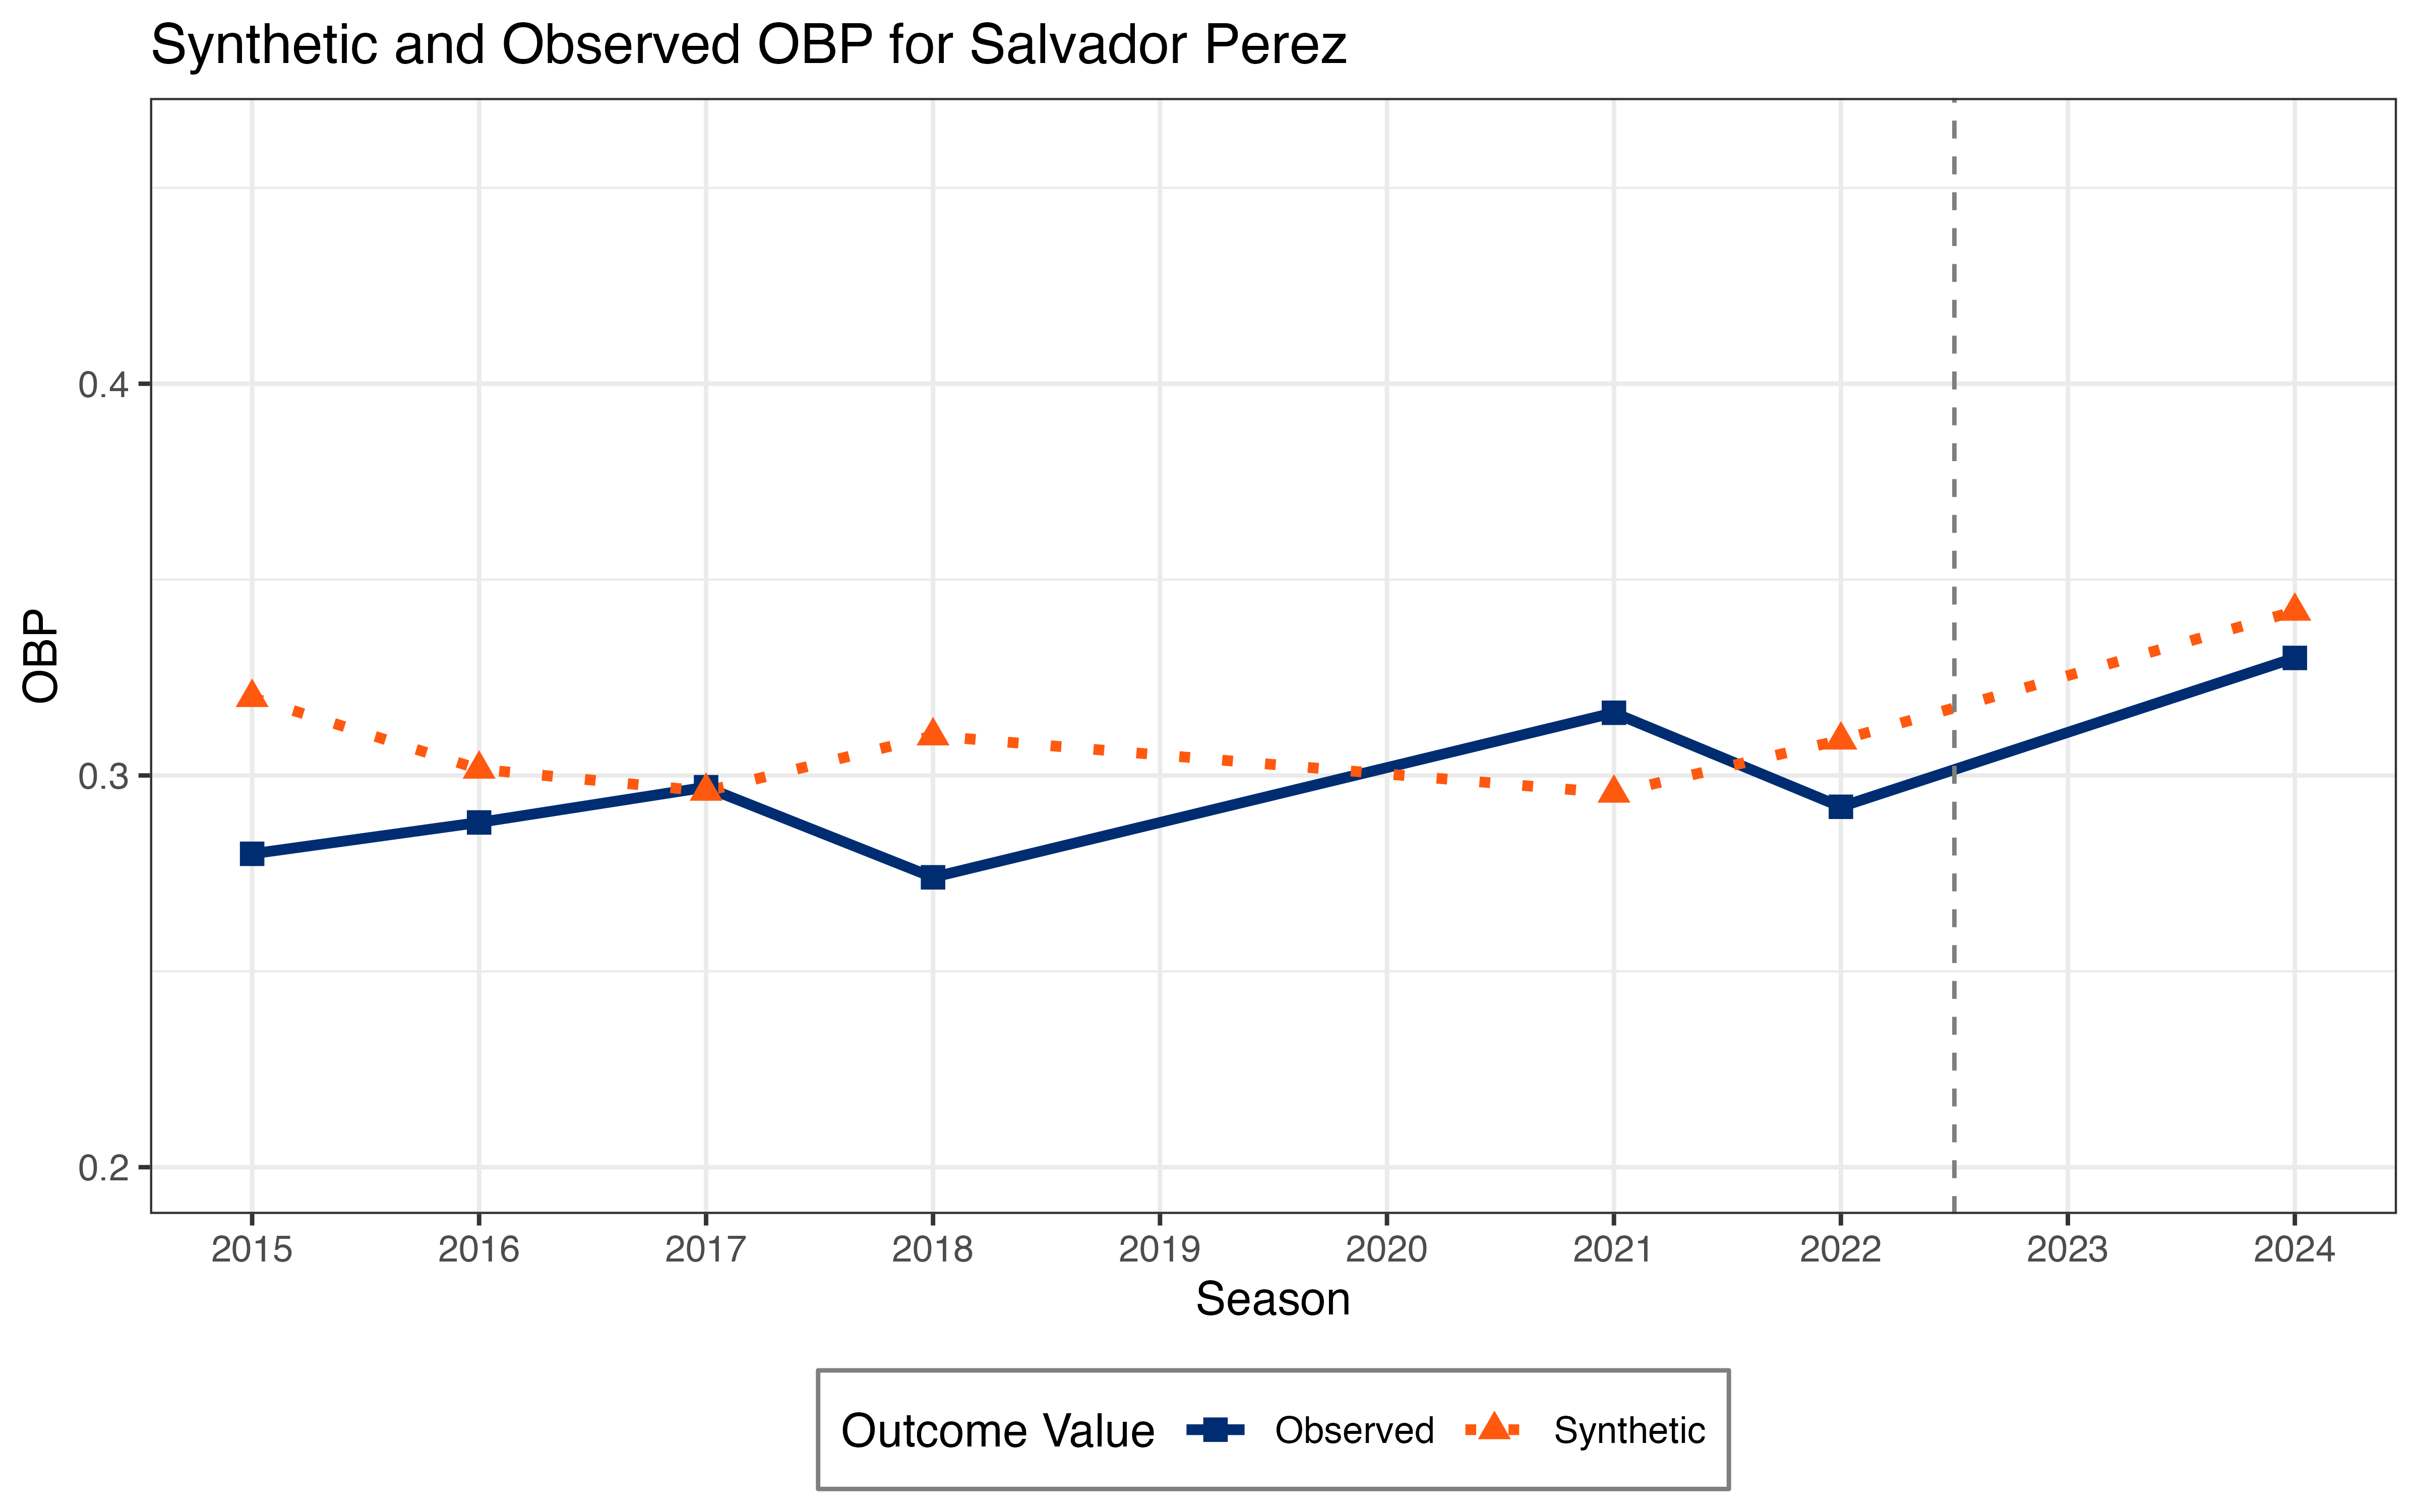 Synthetic and Observed OBP for Salvador Perez
OBP
0.4
0.3
0.2
2015 2016 2017 2018 2019 2020 2021 2022 2023 2024
Season
Outcome Value Observed Synthetic